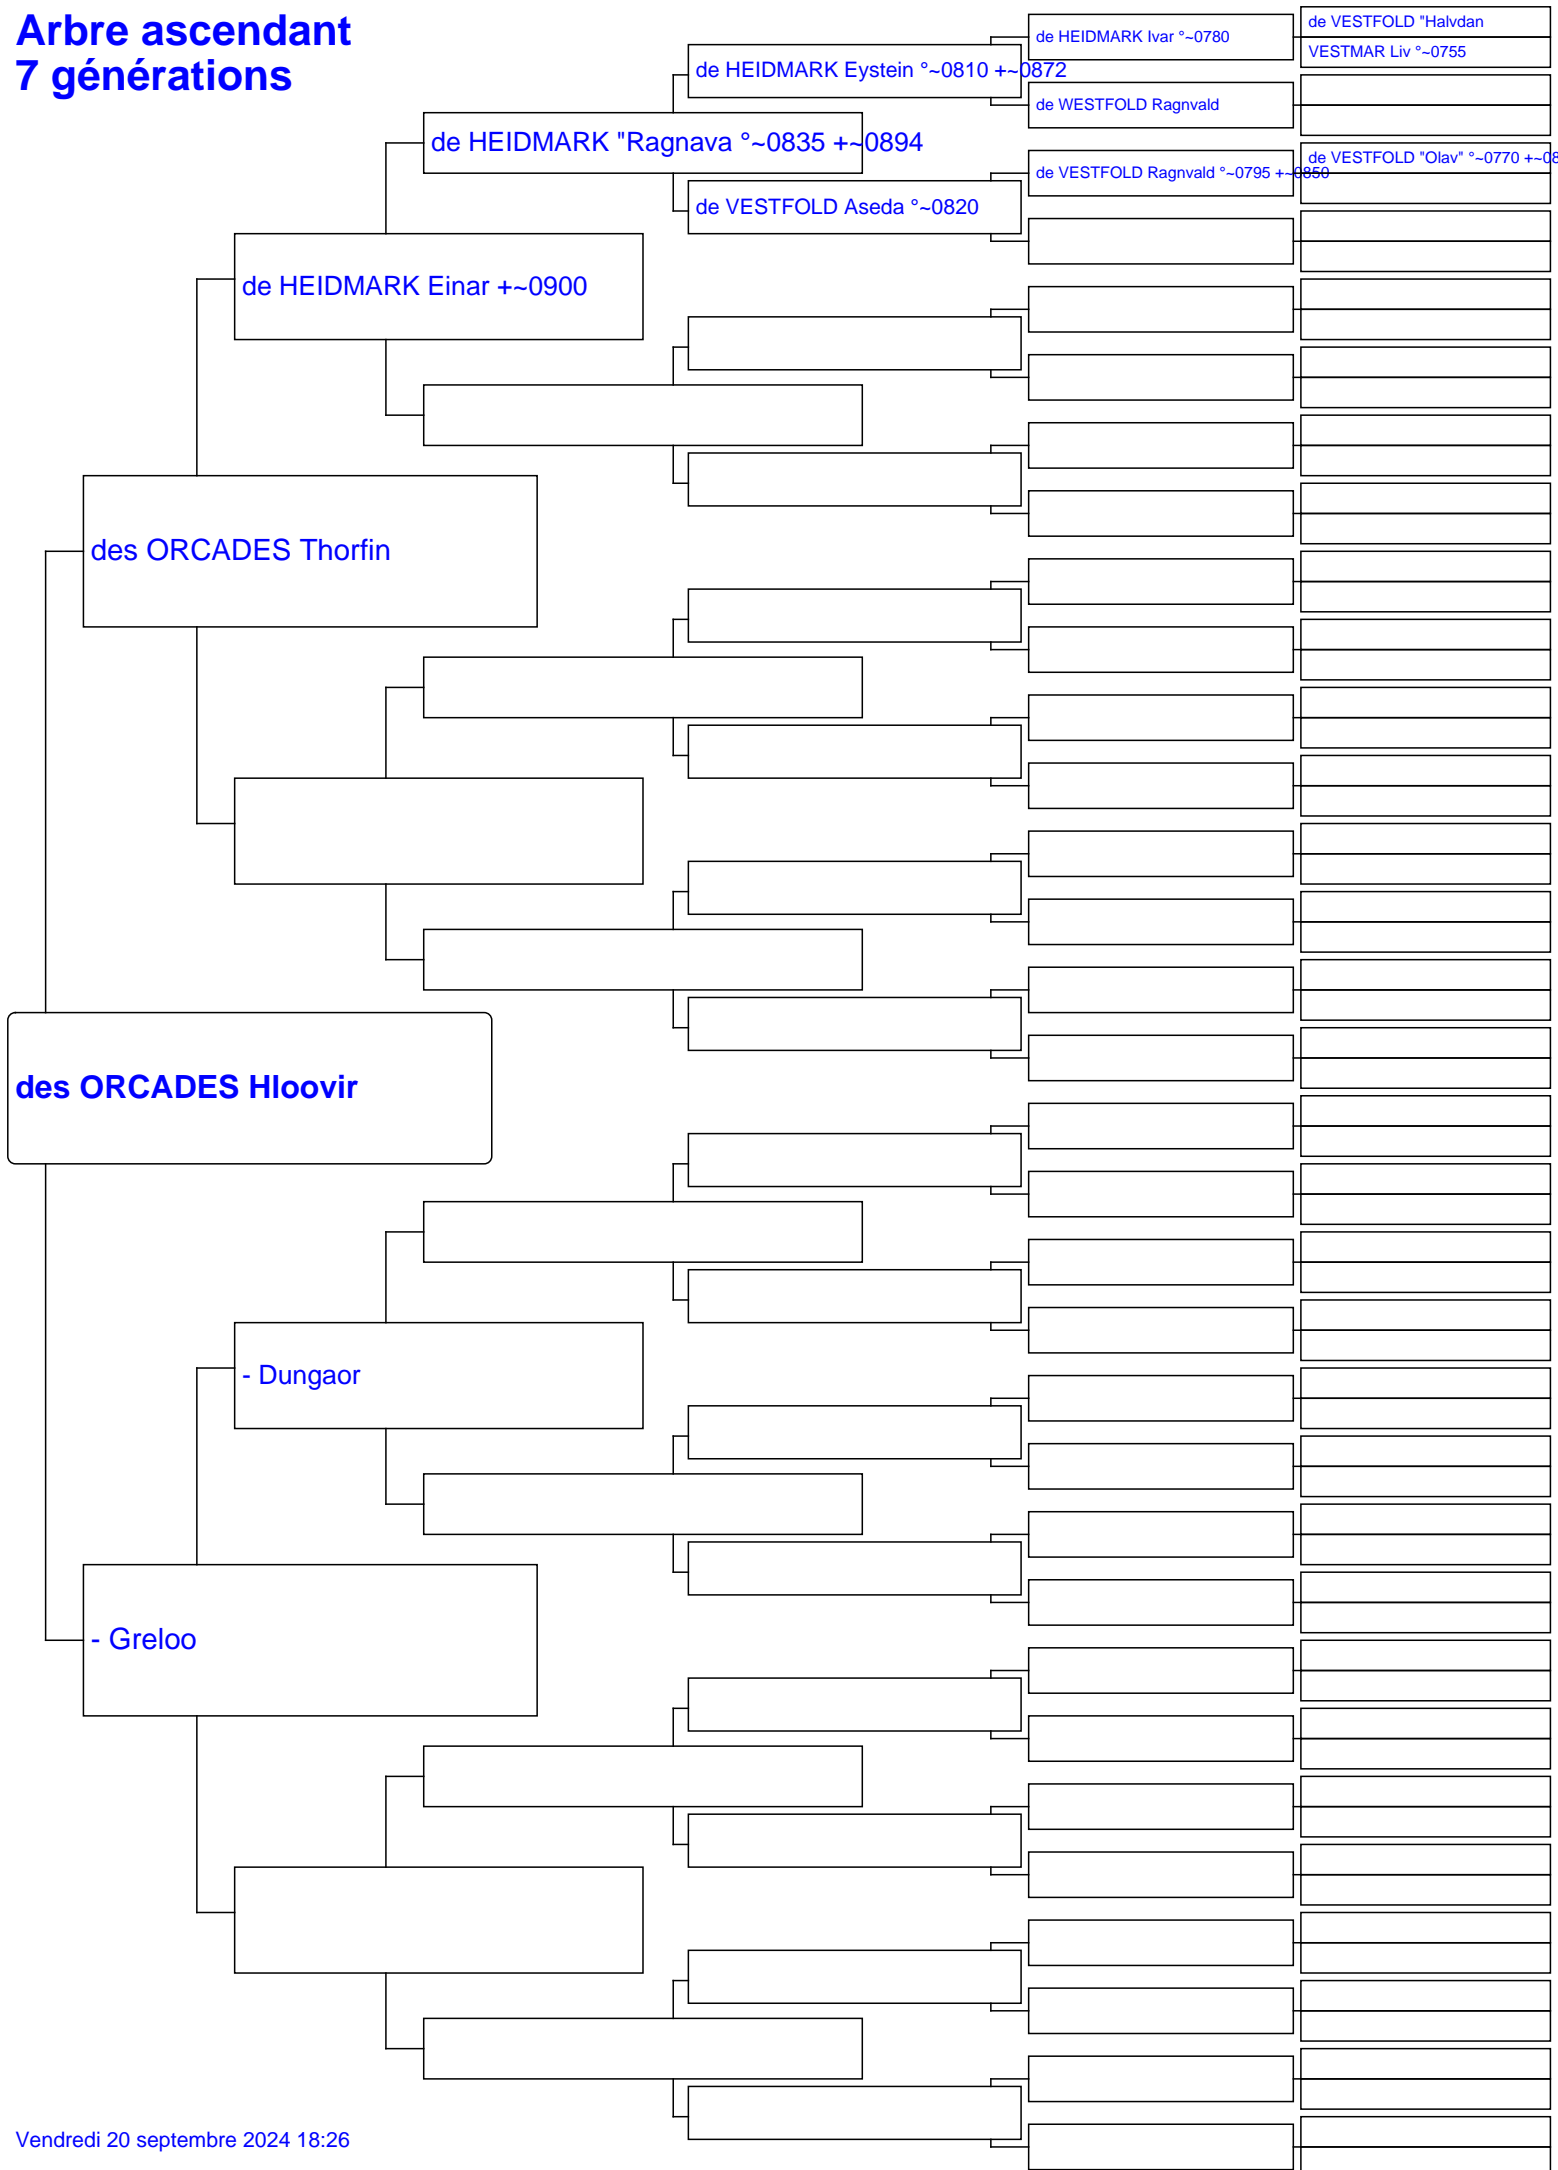 Arbre ascendant
7 générations
de VESTFOLD "Halvdan
de HEIDMARK Ivar °~0780
VESTMAR Liv °~0755
de HEIDMARK Eystein °~0810 +~0872
de WESTFOLD Ragnvald
de HEIDMARK "Ragnava °~0835 +~0894
de VESTFOLD "Olav" °~0770 +~08
de VESTFOLD Ragnvald °~0795 +~0850
de VESTFOLD Aseda °~0820
de HEIDMARK Einar +~0900
des ORCADES Thorfin
des ORCADES Hloovir
- Dungaor
- Greloo
Vendredi 20 septembre 2024 18:26